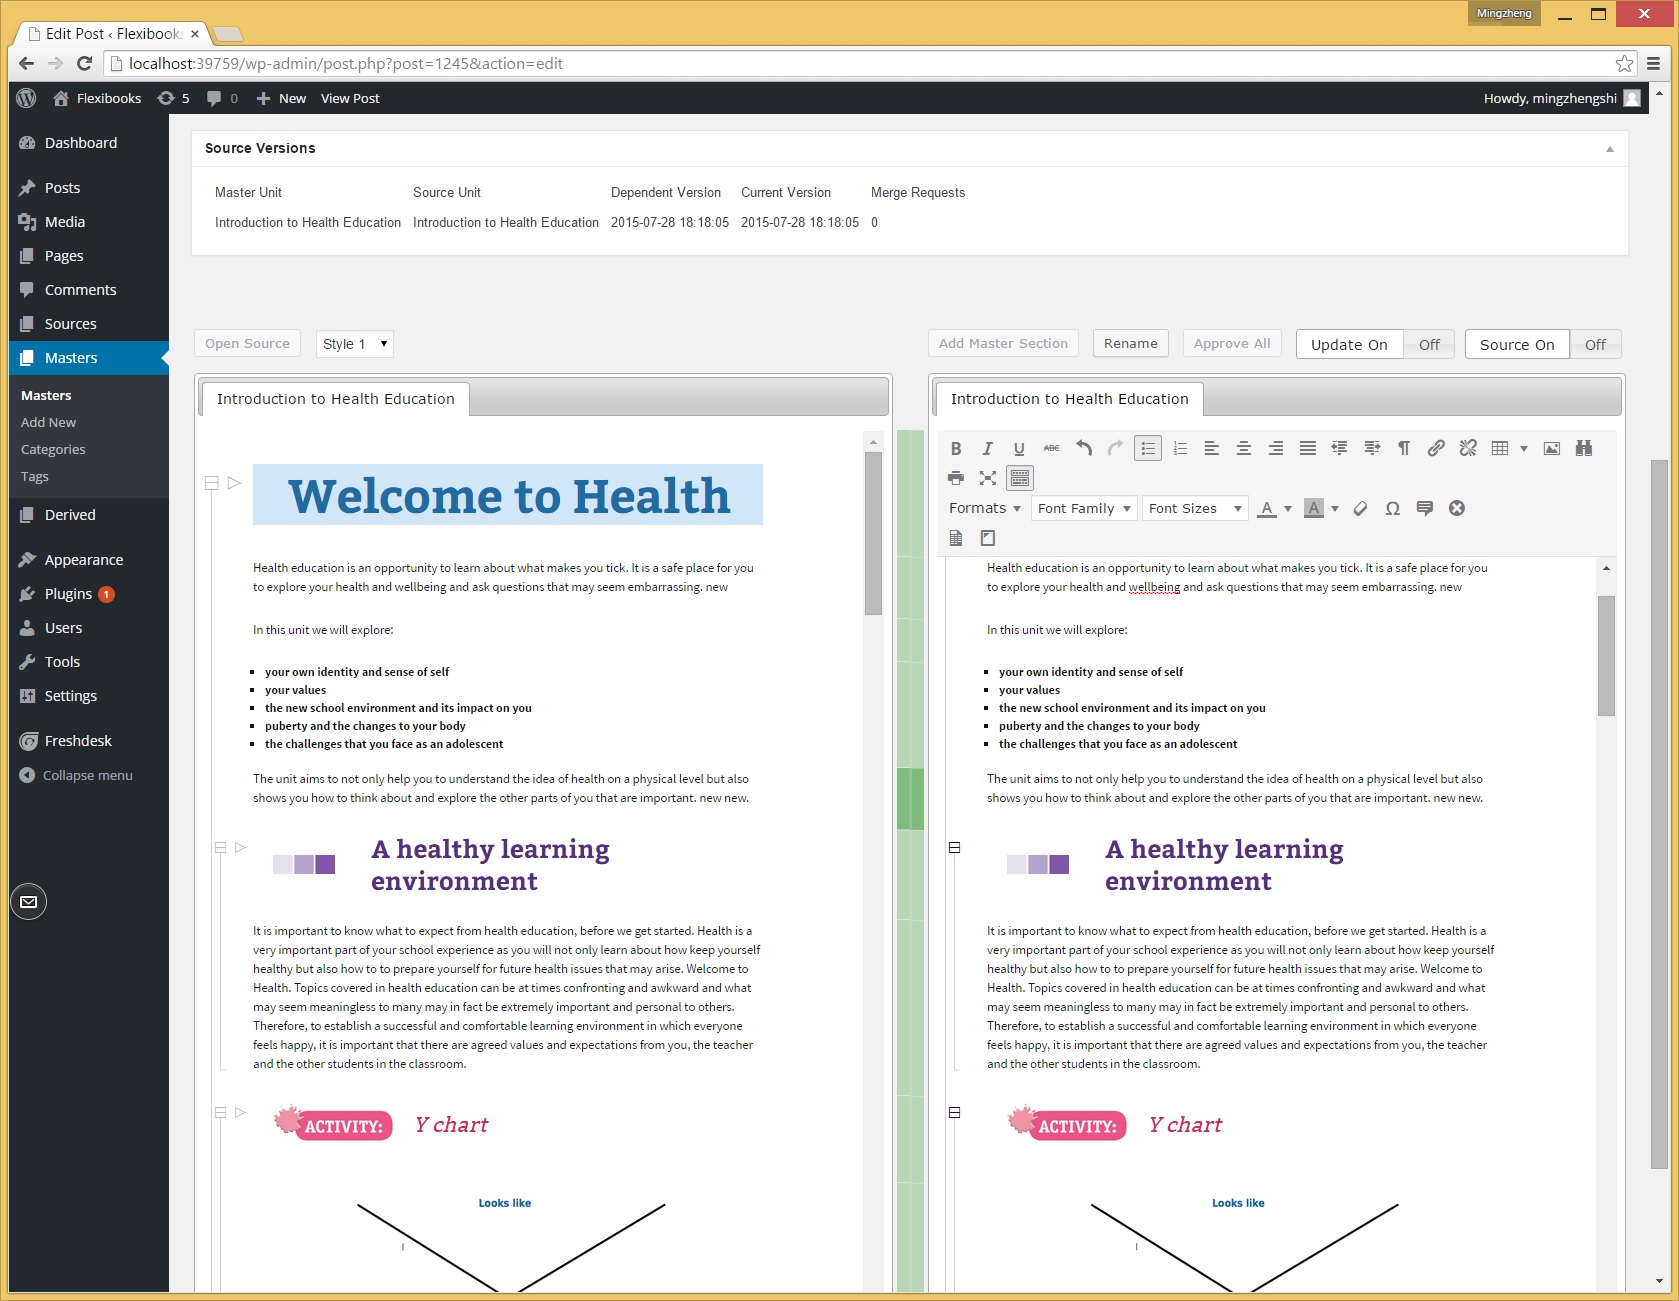 Mingzheng
Edit Post ‹ Flexibooks
localhost:39759/wp-admin/post.php?post=1245&action=edit
Flexibooks 5 0 New View Post
Howdy, mingzhengshi
Dashboard
Posts
Media
Pages
Comments
Sources
Masters
Masters
Add New
Categories
Tags
Derived
Appearance
Plugins 1
Users
Tools
Settings
Freshdesk
Collapse menu
Source Versions
Master Unit Source Unit Dependent Version Current Version Merge Requests
Introduction to Health Education Introduction to Health Education 2015-07-28 18:18:05 2015-07-28 18:18:05 0
Open Source Style 1
Add Master Section Rename Approve All Update On Off Source On Off
Introduction to Health Education
Welcome to Health
Health education is an opportunity to learn about what makes you tick. It is a safe place for you
to explore your health and wellbeing and ask questions that may seem embarrassing. new
In this unit we will explore:
your own identity and sense of self
your values
the new school environment and its impact on you
puberty and the changes to your body
the challenges that you face as an adolescent
The unit aims to not only help you to understand the idea of health on a physical level but also
shows you how to think about and explore the other parts of you that are important. new new.
A healthy learning
environment
It is important to know what to expect from health education, before we get started. Health is a
very important part of your school experience as you will not only learn about how keep yourself
healthy but also how to to prepare yourself for future health issues that may arise. Welcome to
Health. Topics covered in health education can be at times confronting and awkward and what
may seem meaningless to many may in fact be extremely important and personal to others.
Therefore, to establish a successful and comfortable learning environment in which everyone
feels happy, it is important that there are agreed values and expectations from you, the teacher
and the other students in the classroom.
ACTIVITY: Y chart
Looks like
Introduction to Health Education
B I U ABC
Formats Font Family Font Sizes A A Ω
Health education is an opportunity to learn about what makes you tick. It is a safe place for you
to explore your health and wellbeing and ask questions that may seem embarrassing. new
In this unit we will explore:
your own identity and sense of self
your values
the new school environment and its impact on you
puberty and the changes to your body
the challenges that you face as an adolescent
The unit aims to not only help you to understand the idea of health on a physical level but also
shows you how to think about and explore the other parts of you that are important. new new.
A healthy learning
environment
It is important to know what to expect from health education, before we get started. Health is a
very important part of your school experience as you will not only learn about how keep yourself
healthy but also how to to prepare yourself for future health issues that may arise. Welcome to
Health. Topics covered in health education can be at times confronting and awkward and what
may seem meaningless to many may in fact be extremely important and personal to others.
Therefore, to establish a successful and comfortable learning environment in which everyone
feels happy, it is important that there are agreed values and expectations from you, the teacher
and the other students in the classroom.
ACTIVITY: Y chart
Looks like